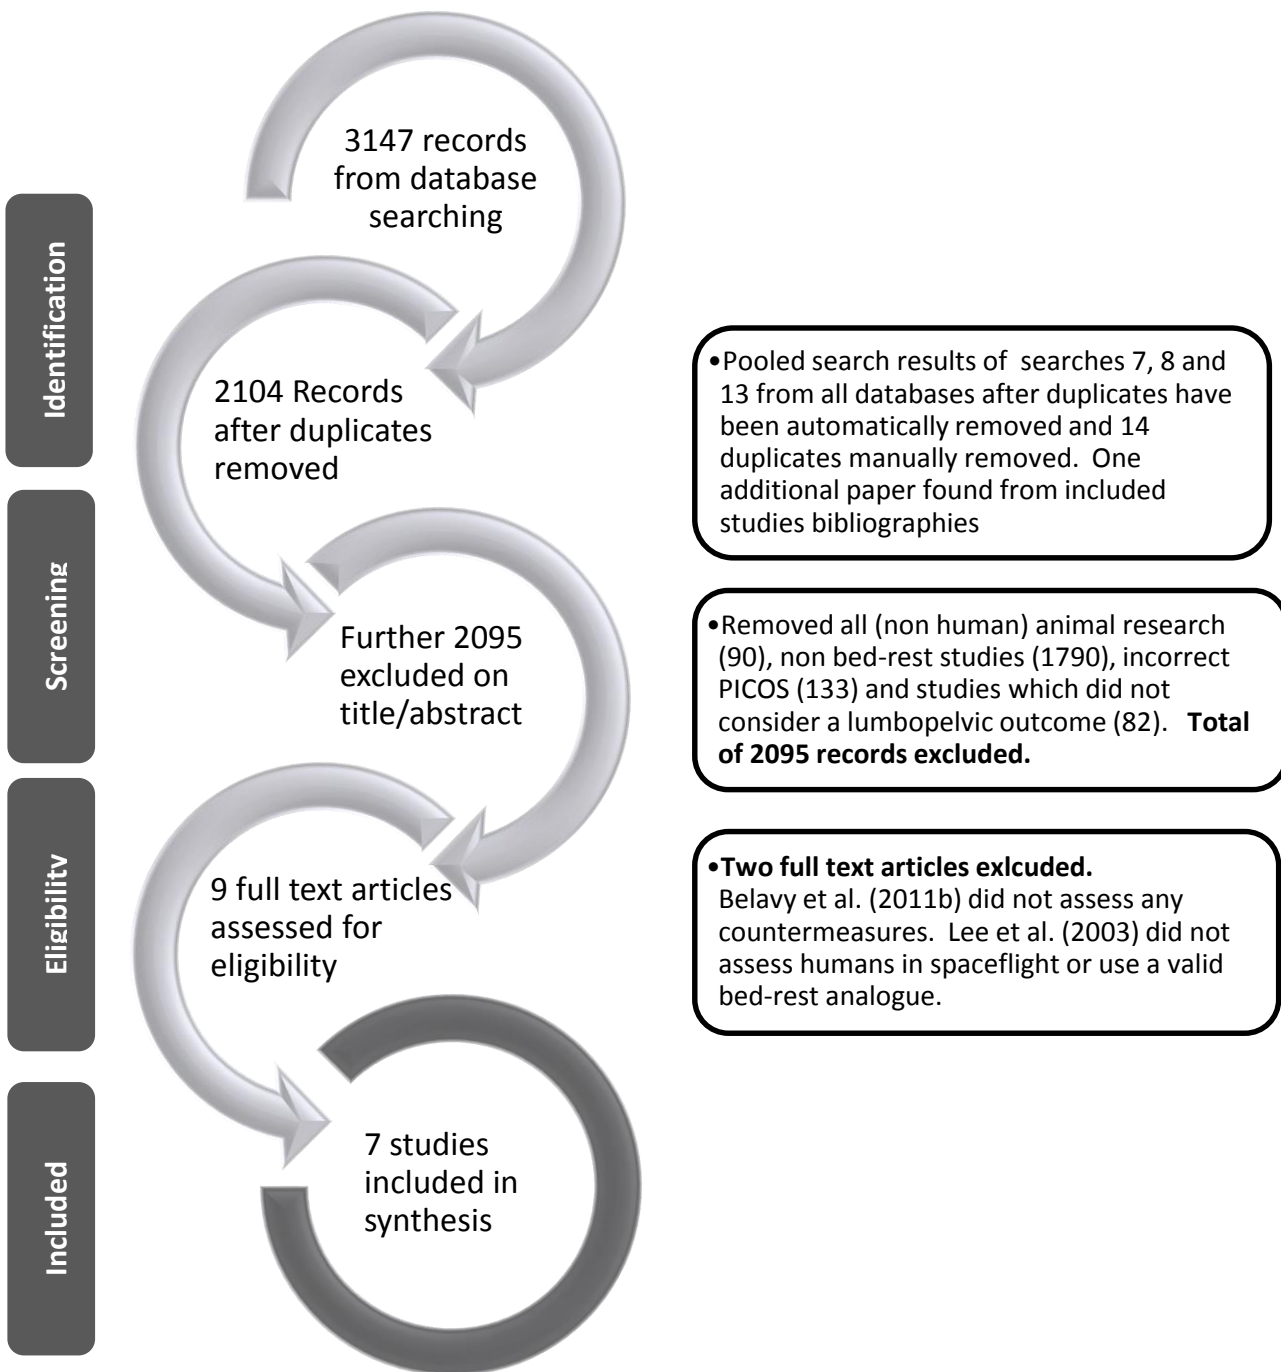 3147 records
from database
searching
Identification
2104 Records
after duplicates
removed
•Pooled search results of  searches 7, 8 and
13 from all databases after duplicates have
been automatically removed and 14
duplicates manually removed.  One
additional paper found from included
studies bibliographies
Screening
Further 2095
excluded on
title/abstract
•Removed all (non human) animal research
(90), non bed-rest studies (1790), incorrect
PICOS (133) and studies which did not
consider a lumbopelvic outcome (82).   Total
of 2095 records excluded.
Eligibility
9 full text articles
assessed for
eligibility
•Two full text articles exlcuded.
Belavy et al. (2011b) did not assess any
countermeasures.  Lee et al. (2003) did not
assess humans in spaceflight or use a valid
bed-rest analogue.
Included
7 studies
included in
synthesis